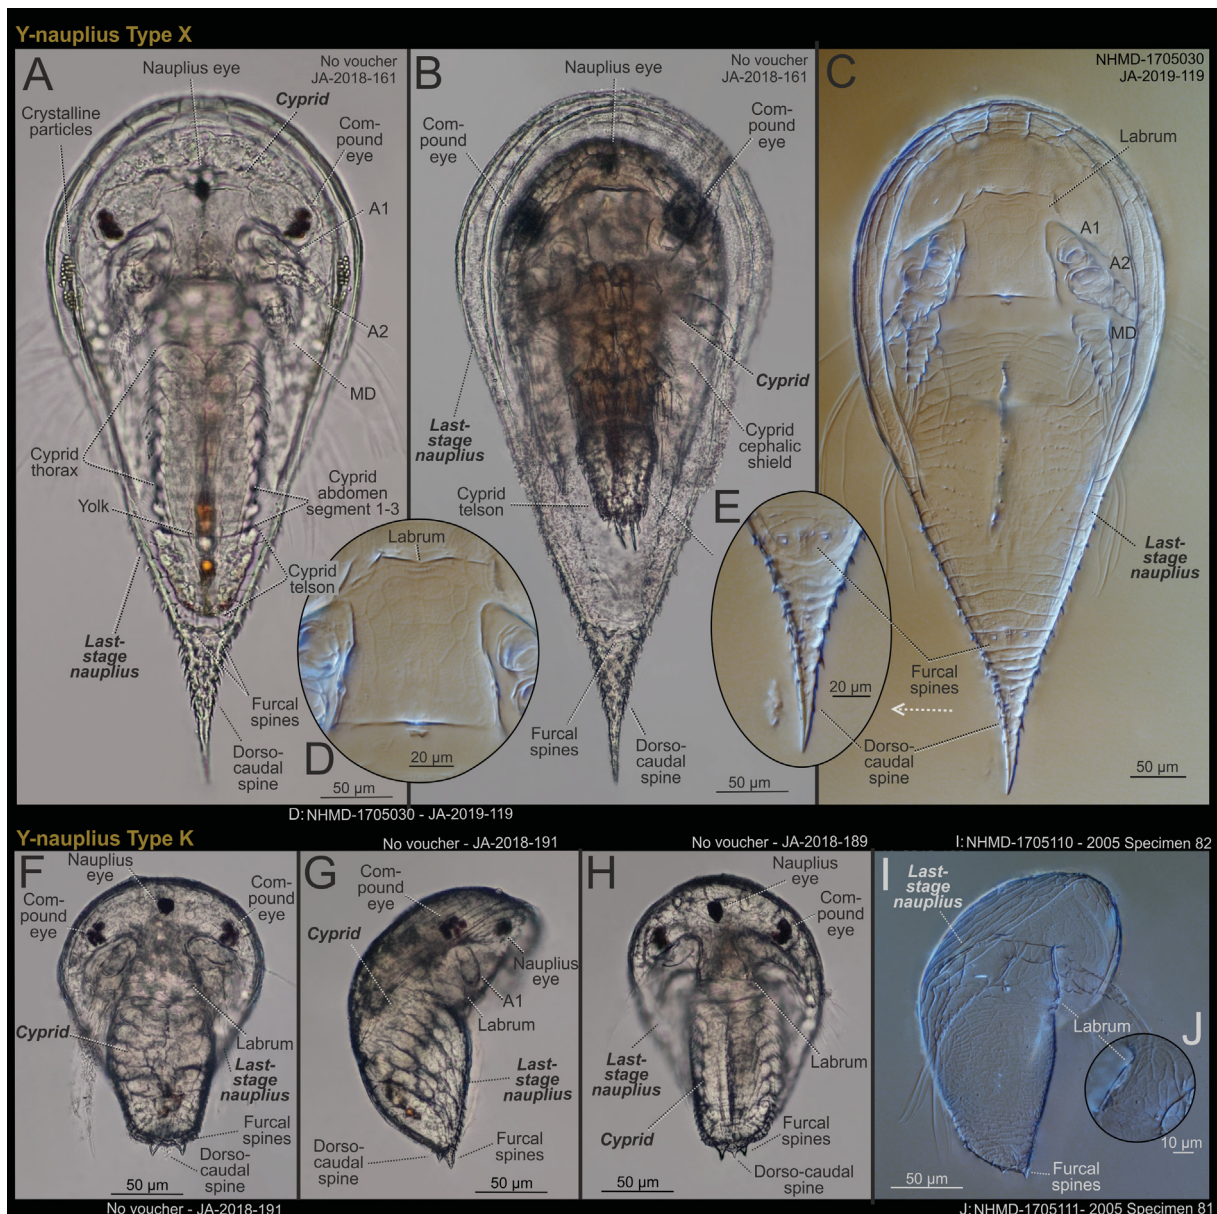 Y-nauplius Type X
A
No voucher
JA-2018-161
Nauplius eye
Cyprid
Crystalline
particles
Com-
pound
eye
A1
A2
MD
Cyprid
thorax
Yolk
Cyprid
abdomen
segment 1-3
Cyprid
telson
Last-
stage
nauplius
Furcal
spines
Dorso-
caudal
spine
50 µm
B
No voucher
JA-2018-161
Nauplius eye
Com-
pound
eye
Com-
pound
eye
Cyprid
Last-
stage
nauplius
Cyprid
cephalic
shield
Cyprid
telson
Furcal
spines
Dorso-
caudal
spine
50 µm
C
NHMD-1705030
JA-2019-119
Labrum
A1
A2
MD
Last-
stage
nauplius
Furcal
spines
Dorso-
caudal
spine
50 µm
D
Labrum
20 µm
E
20 µm
D: NHMD-1705030 - JA-2019-119
Y-nauplius Type K
F
Nauplius
eye
Com-
pound
eye
Com-
pound
eye
Cyprid
Labrum
Last-
stage
nauplius
Furcal
spines
Dorso-
caudal
spine
50 µm
No voucher - JA-2018-191
No voucher - JA-2018-191
G
Com-
pound
eye
Cyprid
Nauplius
eye
A1
Labrum
Last-
stage
nauplius
Dorso-
caudal
spine
Furcal
spines
50 µm
No voucher - JA-2018-189
H
Nauplius
eye
Com-
pound
eye
Labrum
Last-
stage
nauplius
Cyprid
Furcal
spines
Dorso-caudal
spine
50 µm
I: NHMD-1705110 - 2005 Specimen 82
I
Last-
stage
nauplius
Labrum
J
10 µm
Furcal
spines
50 µm
J: NHMD-1705111- 2005 Specimen 81